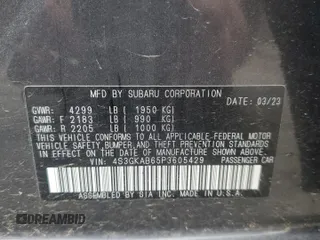 MFD BY SUBARU CORPORATION
GVWR: 4299 LB ( 1950 KG) DATE: 03/23
GAWR: F 2183 LB ( 990 KG)
GAWR: R 2205 LB ( 1000 KG)
THIS VEHICLE CONFORMS TO ALL APPLICABLE FEDERAL MOTOR VEHICLE SAFETY, BUMPER AND THEFT PREVENTION STANDARDS IN EFFECT ON THE DATE OF MANUFACTURE SHOWN ABOVE.
VIN: 4S3GKAB65P3605429 PASSENGER CAR
ASSEMBLED BY SIA, INC. MADE IN U.S.A.
©AUTOBIDMASTER